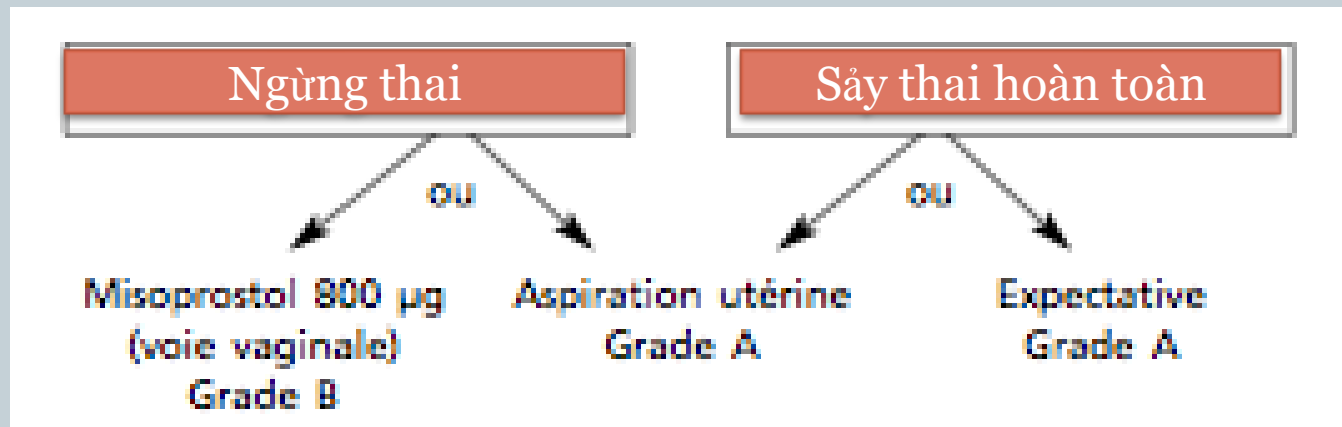 Ngừng thai
Sảy thai hoàn toàn
ou
ou
Misoprostol 800 µg
(voie vaginale)
Grade B
Aspiration utérine
Grade A
Expectative
Grade A